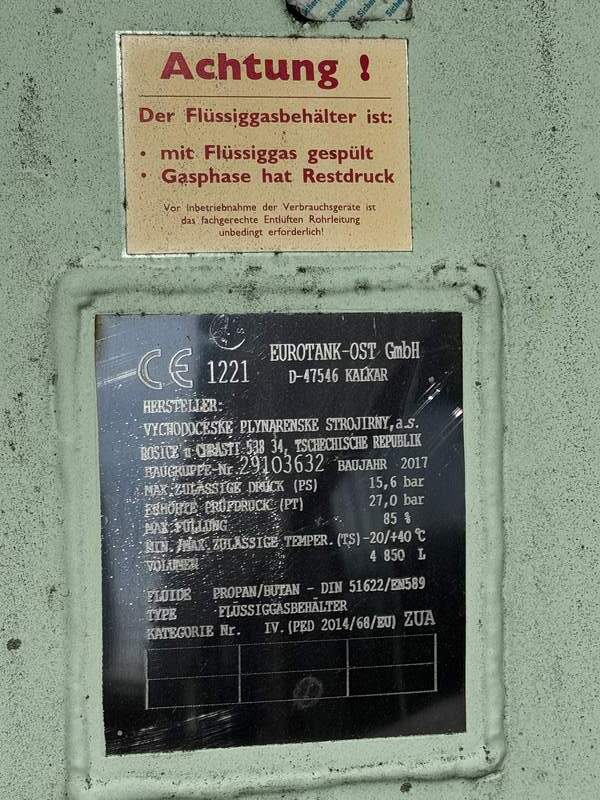 Achtung !
Der Flüssiggasbehälter ist:
• mit Flüssiggas gespült
• Gasphase hat Restdruck
Vor Inbetriebnahme der Verbrauchsgeräte ist
das fachgerechte Entlüften Rohrleitung
unbedingt erforderlich!
CE 1221 EUROTANK-OST GmbH
D-47546 KALKAR
HERSTELLER:
VYCHODOCESKE PLYNARENSKE STROJIRNY, a.s.
ROSICE u CHRASTI 538 34, TSCHECHISCHE REPUBLIK
BAUGRUPPE-Nr. 29103632 BAUJAHR 2017
MAX. ZULÄSSIGE DRUCK (PS) 15,6 bar
ERHÖHTE PRÜFDRUCK (PT) 27,0 bar
MAX. FÜLLUNG 85 %
MIN./MAX. ZULÄSSIGE TEMPER. (TS) -20/+40 °C
VOLUMEN 4 850 L
FLUIDE PROPAN/BUTAN - DIN 51622/EN589
TYPE FLÜSSIGGASBEHÄLTER
KATEGORIE Nr. IV. (PED 2014/68/EU) ZUA